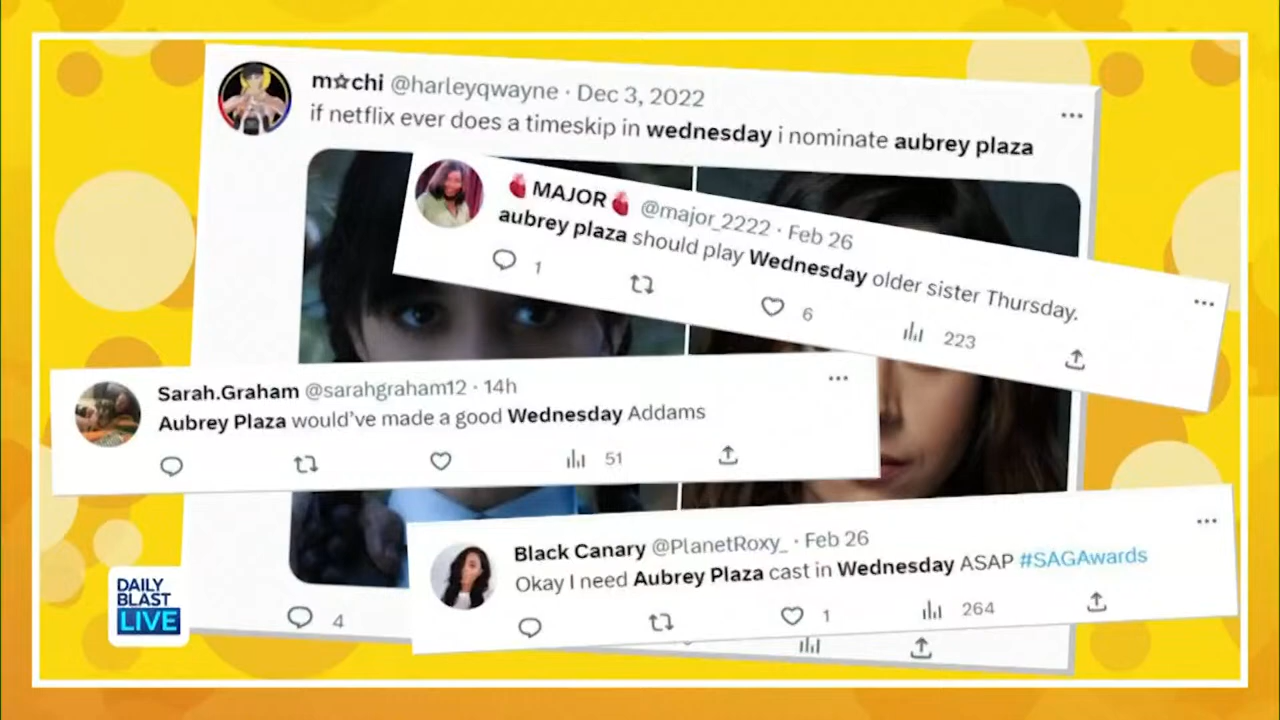 m☆chi @harleyqwayne · Dec 3, 2022
if netflix ever does a timeskip in wednesday i nominate aubrey plaza
🫀 MAJOR 🫀 @major_2222 · Feb 26
aubrey plaza should play Wednesday older sister Thursday.
1 6 223
Sarah.Graham @sarahgraham12 · 14h
Aubrey Plaza would've made a good Wednesday Addams
51
Black Canary @PlanetRoxy_ · Feb 26
Okay I need Aubrey Plaza cast in Wednesday ASAP #SAGAwards
1 264
4
DAILY
BLAST
LIVE